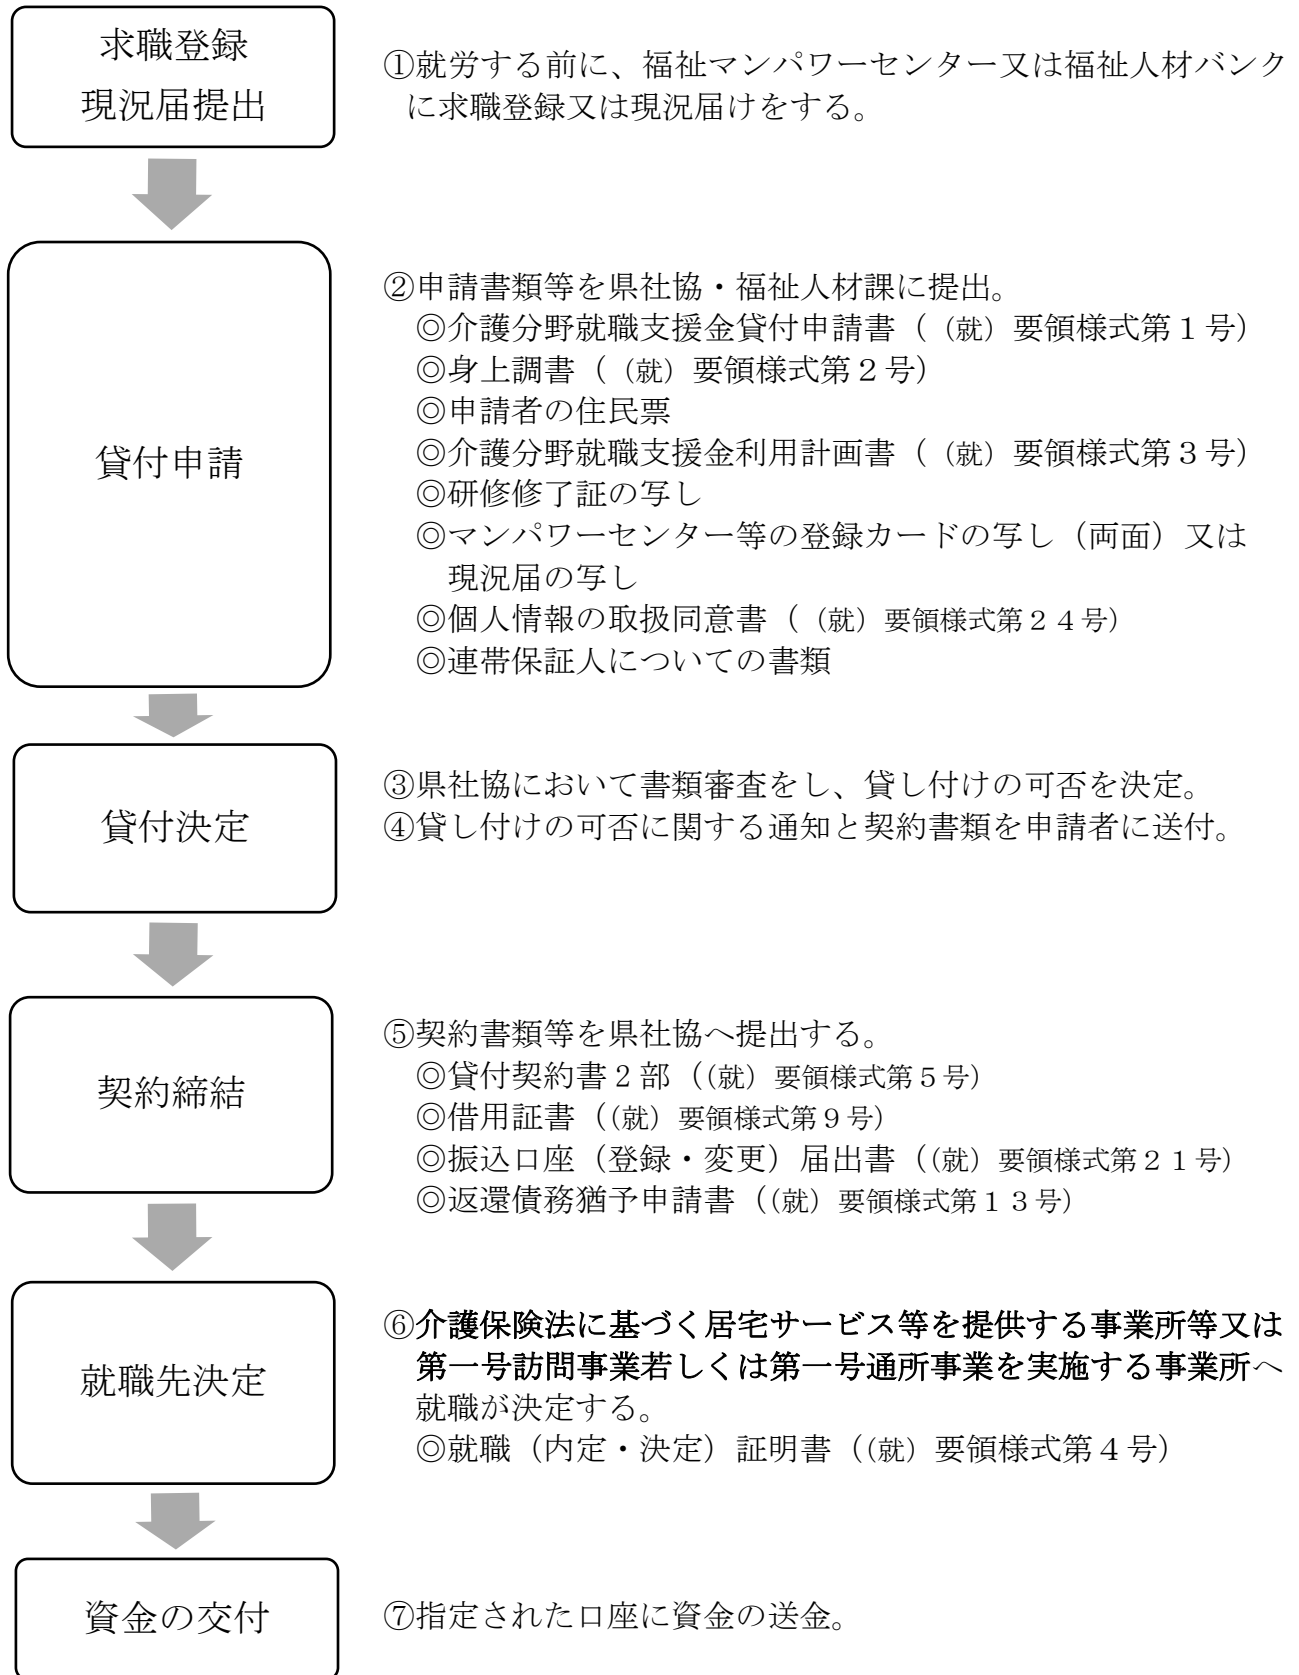 求職登録
現況届提出
①就労する前に、福祉マンパワーセンター又は福祉人材バンク
に求職登録又は現況届けをする。
貸付申請
②申請書類等を県社協・福祉人材課に提出。
◎介護分野就職支援金貸付申請書（（就）要領様式第１号）
◎身上調書（（就）要領様式第２号）
◎申請者の住民票
◎介護分野就職支援金利用計画書（（就）要領様式第３号）
◎研修修了証の写し
◎マンパワーセンター等の登録カードの写し（両面）又は
現況届の写し
◎個人情報の取扱同意書（（就）要領様式第２４号）
◎連帯保証人についての書類
貸付決定
③県社協において書類審査をし、貸し付けの可否を決定。
④貸し付けの可否に関する通知と契約書類を申請者に送付。
契約締結
⑤契約書類等を県社協へ提出する。
◎貸付契約書２部（(就）要領様式第５号）
◎借用証書（(就）要領様式第９号）
◎振込口座（登録・変更）届出書（(就）要領様式第２１号）
◎返還債務猶予申請書（(就）要領様式第１３号）
就職先決定
⑥介護保険法に基づく居宅サービス等を提供する事業所等又は
第一号訪問事業若しくは第一号通所事業を実施する事業所へ
就職が決定する。
◎就職（内定・決定）証明書（(就）要領様式第４号）
資金の交付
⑦指定された口座に資金の送金。